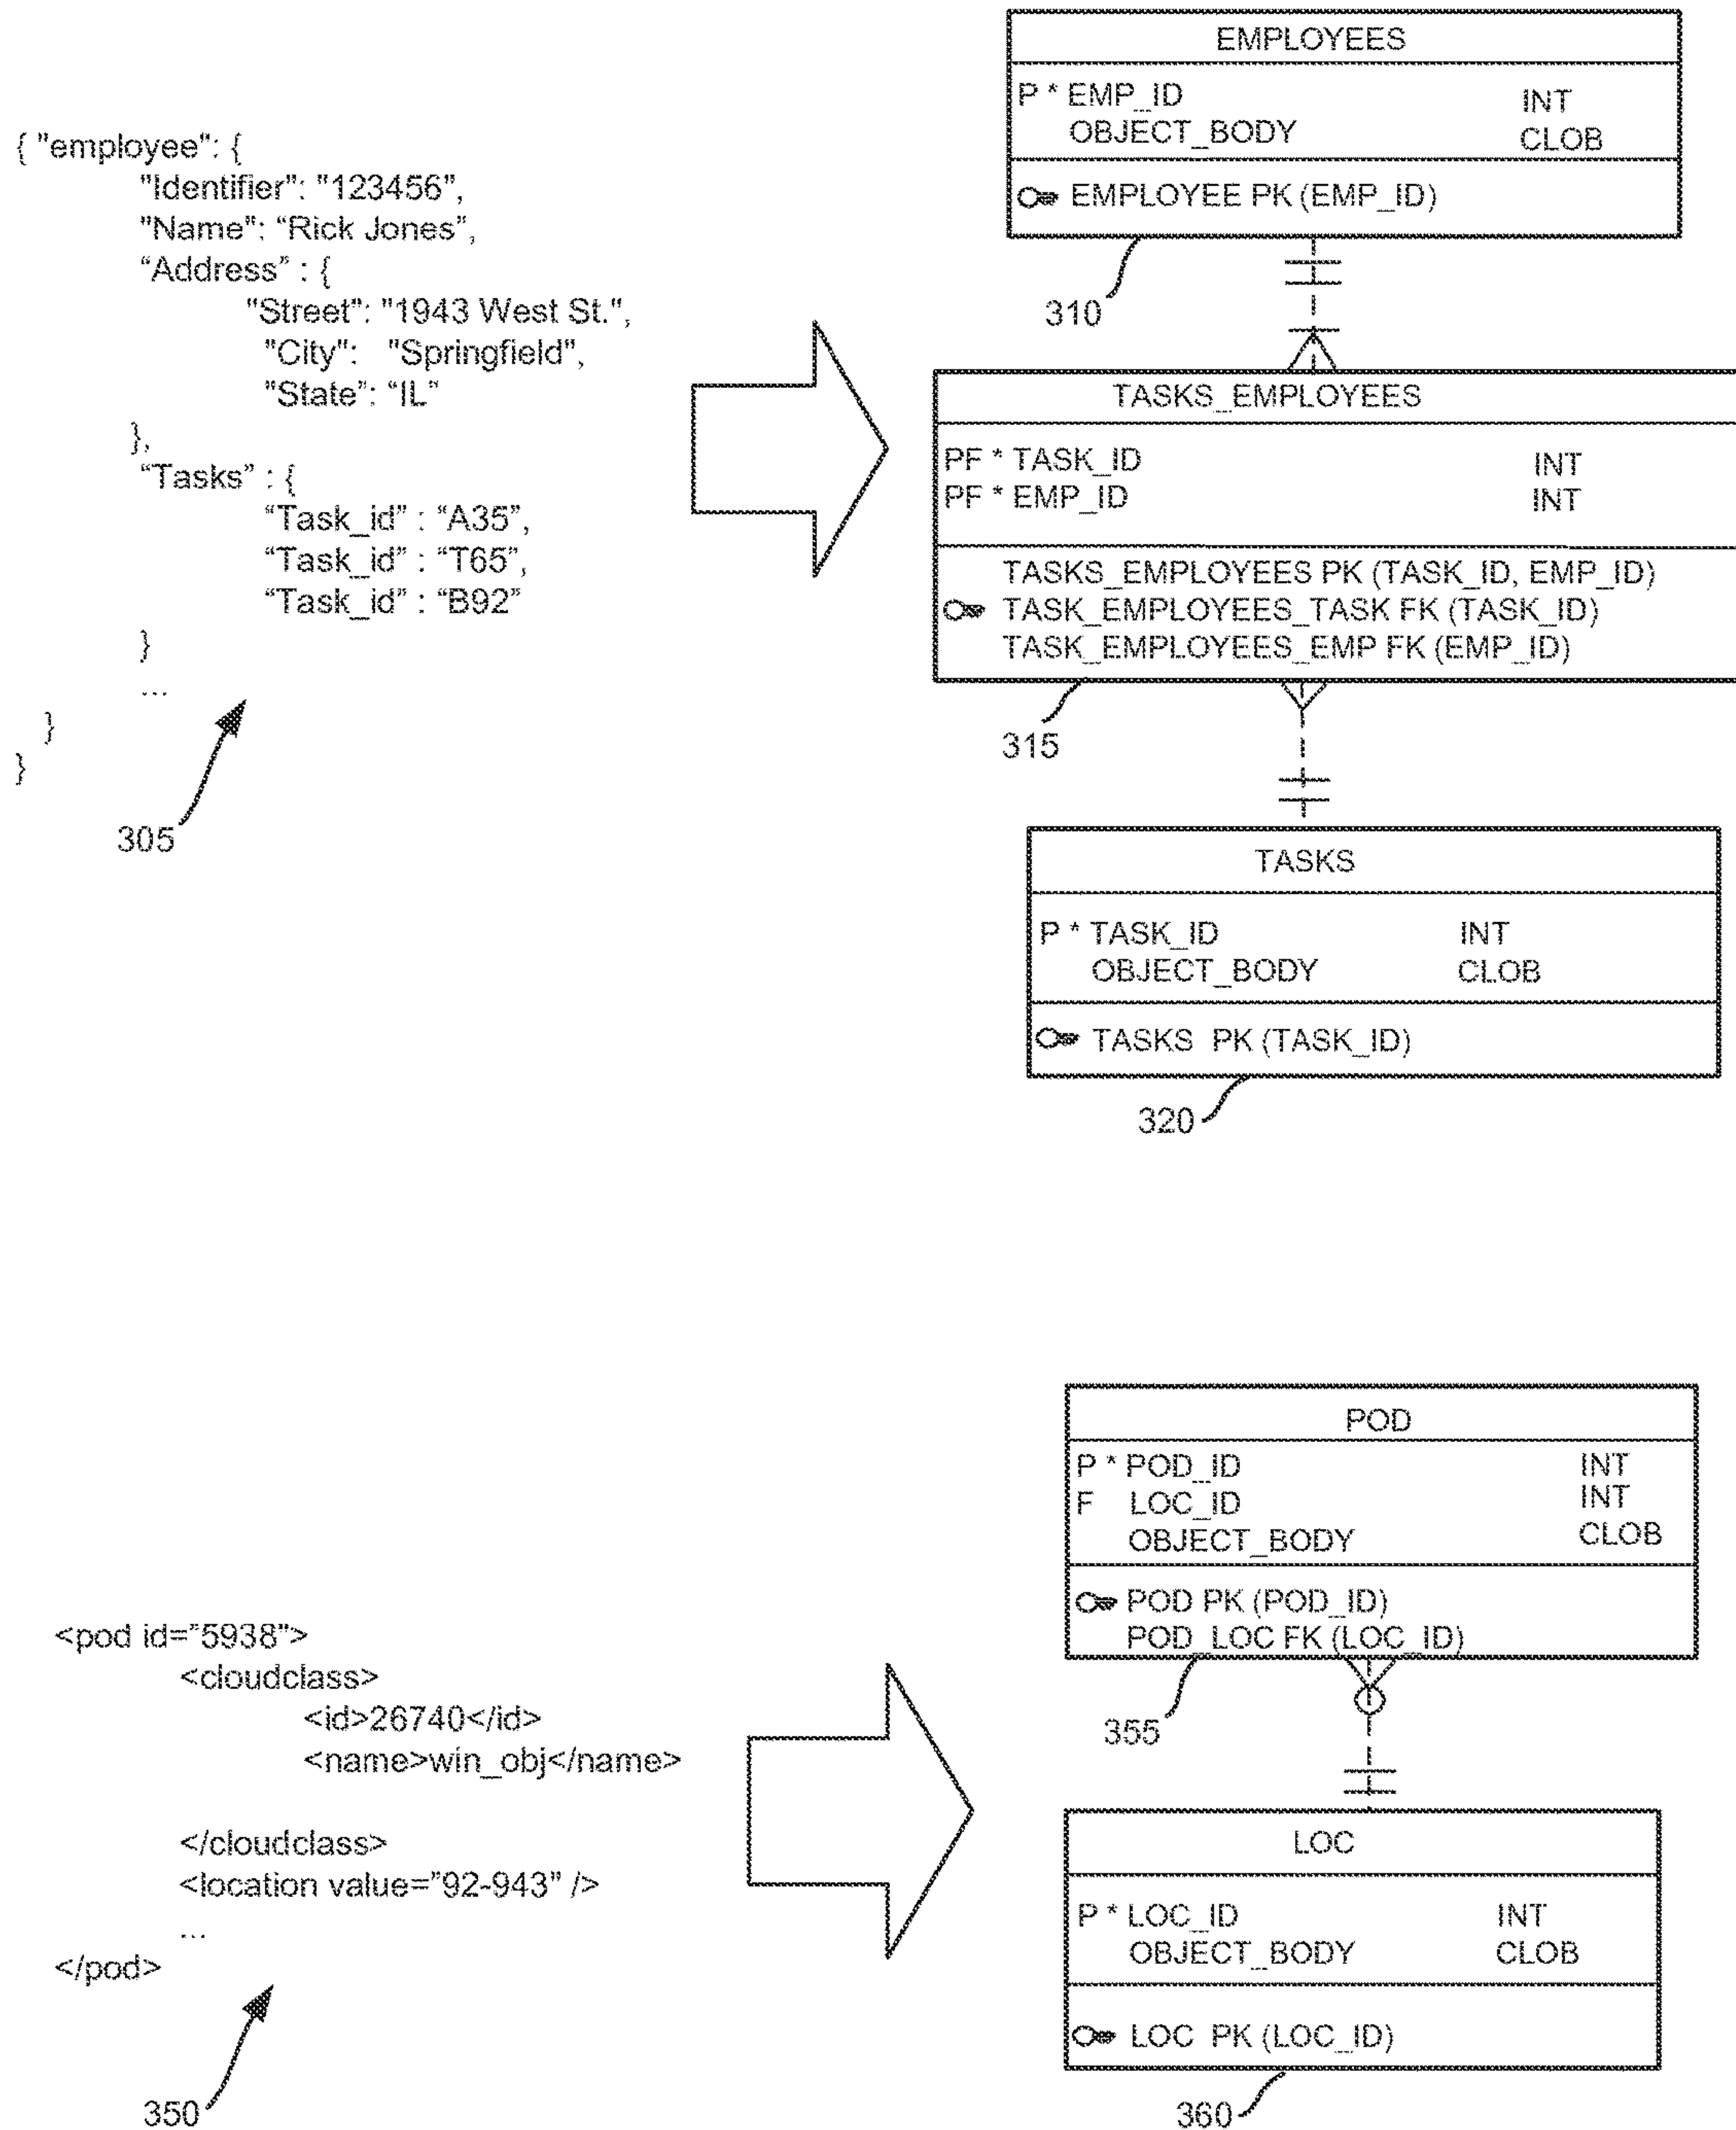 { "employee": {
"Identifier": "123456",
"Name": “Rick Jones”,
“Address” : {
"Street": "1943 West St.",
"City": "Springfield",
"State": “IL”
},
“Tasks” : {
“Task_id” : “A35”,
“Task_id” : “T65”,
“Task_id” : “B92”
}
...
}
}
305
EMPLOYEES
P * EMP_ID INT
OBJECT_BODY CLOB
EMPLOYEE PK (EMP_ID)
310
TASKS_EMPLOYEES
PF * TASK_ID INT
PF * EMP_ID INT
TASKS_EMPLOYEES PK (TASK_ID, EMP_ID)
TASK_EMPLOYEES_TASK FK (TASK_ID)
TASK_EMPLOYEES_EMP FK (EMP_ID)
315
TASKS
P * TASK_ID INT
OBJECT_BODY CLOB
TASKS PK (TASK_ID)
320
<pod id=”5938”>
<cloudclass>
<id>26740</id>
<name>win_obj</name>
</cloudclass>
<location value=”92-943” />
...
</pod>
350
POD
P * POD_ID INT
F LOC_ID INT
OBJECT_BODY CLOB
POD PK (POD_ID)
POD_LOC FK (LOC_ID)
355
LOC
P * LOC_ID INT
OBJECT_BODY CLOB
LOC PK (LOC_ID)
360